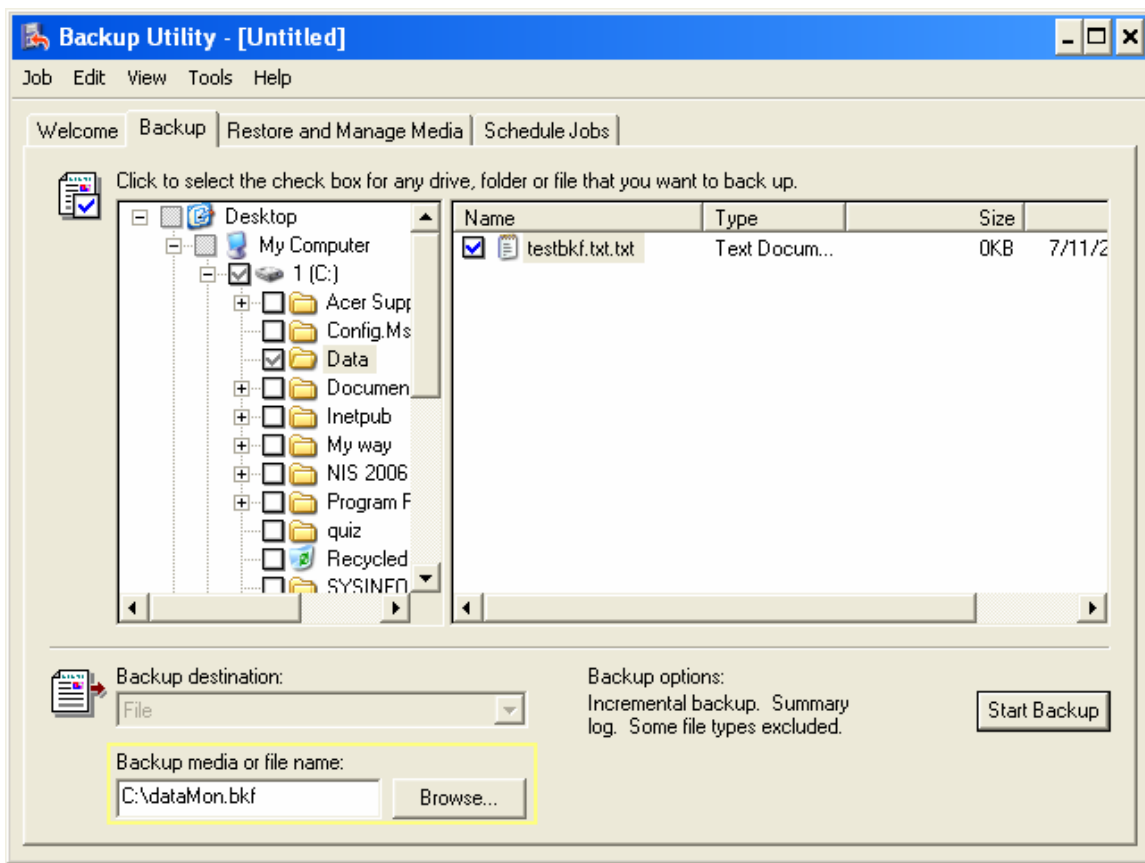 Backup Utility - [Untitled]
Job Edit View Tools Help
Welcome Backup Restore and Manage Media Schedule Jobs
Click to select the check box for any drive, folder or file that you want to back up.
Desktop
My Computer
1 (C:)
Acer Supp
Config.Ms
Data
Documen
Inetpub
My way
NIS 2006
Program F
quiz
Recycled
SYSINFO
Name Type Size
testbkf.txt.txt Text Docum... 0KB 7/11/2
Backup destination:
File
Backup media or file name:
C:\dataMon.bkf Browse...
Backup options:
Incremental backup. Summary
log. Some file types excluded.
Start Backup